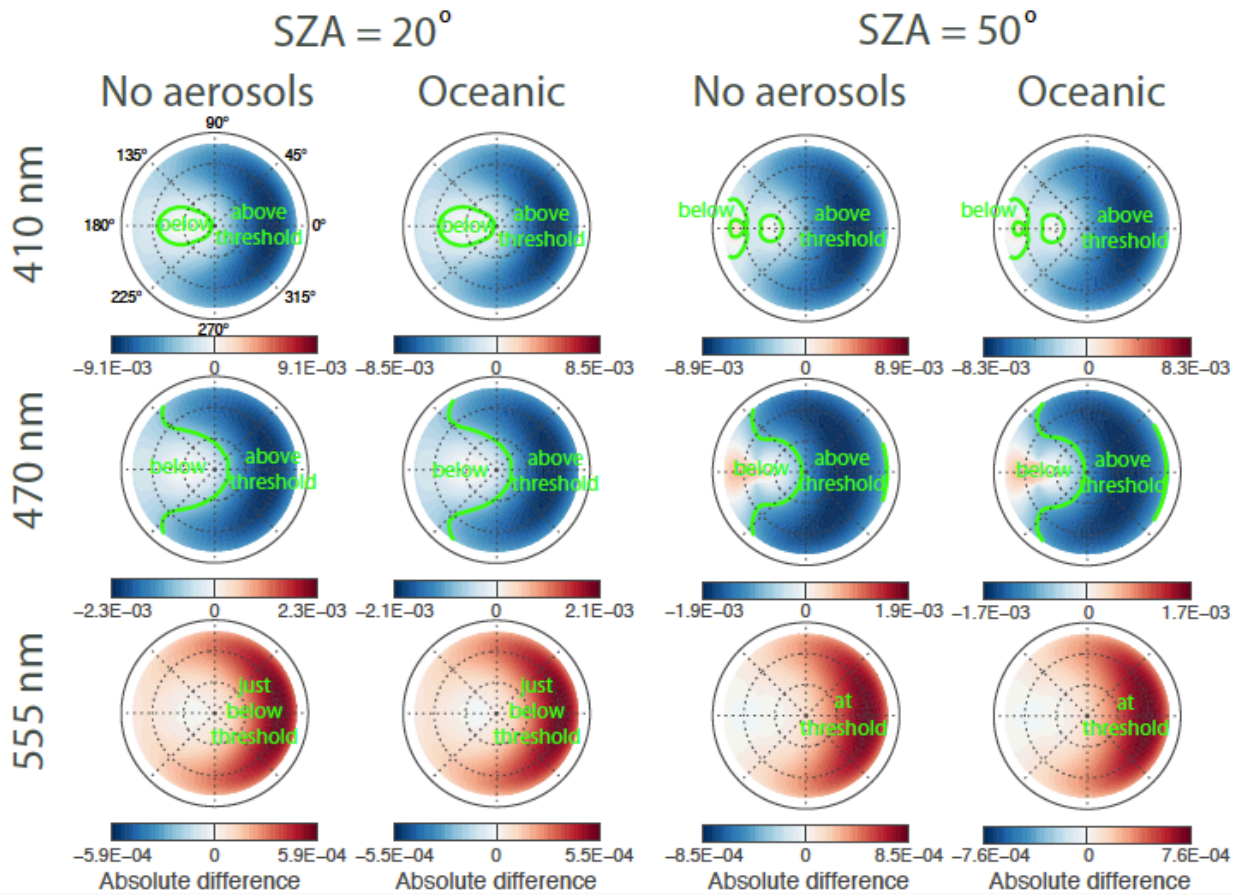 SZA = 20°
SZA = 50°
No aerosols
Oceanic
No aerosols
Oceanic
410 nm
90°
135°
45°
180°
0°
225°
315°
270°
below
above
threshold
below
above
threshold
below
above
threshold
below
above
threshold
−9.1E−03 0 9.1E−03
−8.5E−03 0 8.5E−03
−8.9E−03 0 8.9E−03
−8.3E−03 0 8.3E−03
470 nm
below
above
threshold
below
above
threshold
below
above
threshold
below
above
threshold
−2.3E−03 0 2.3E−03
−2.1E−03 0 2.1E−03
−1.9E−03 0 1.9E−03
−1.7E−03 0 1.7E−03
555 nm
just
below
threshold
just
below
threshold
at
threshold
at
threshold
−5.9E−04 0 5.9E−04
−5.5E−04 0 5.5E−04
−8.5E−04 0 8.5E−04
−7.6E−04 0 7.6E−04
Absolute difference
Absolute difference
Absolute difference
Absolute difference